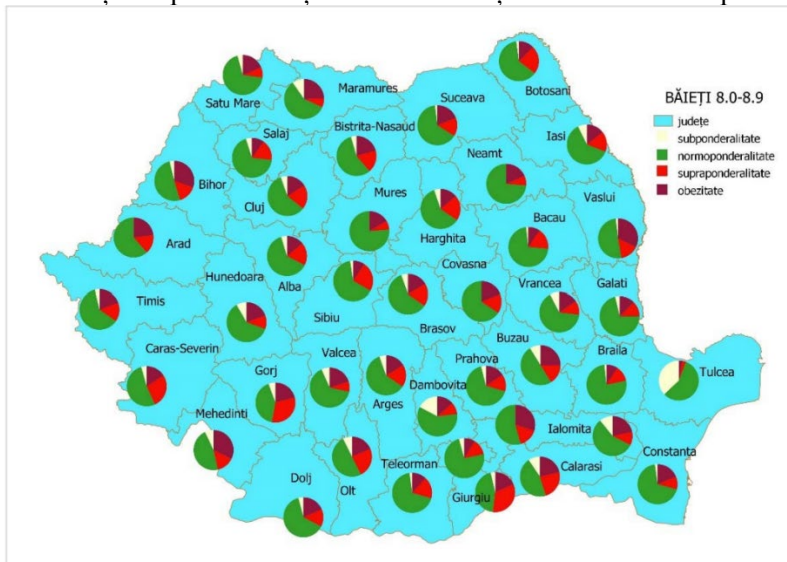 BĂIEȚI 8.0-8.9
județe
subponderalitate
normoponderalitate
supraponderalitate
obezitate
Botosani
Maramures
Suceava
Satu Mare
Salaj
Bistrita-Nasaud
Iasi
Neamt
Bihor
Cluj
Mures
Vaslui
Harghita
Bacau
Arad
Hunedoara
Alba
Covasna
Vrancea
Galati
Timis
Sibiu
Brasov
Buzau
Caras-Severin
Gorj
Valcea
Prahova
Braila
Tulcea
Dambovita
Arges
Mehedinti
Ialomita
Constanta
Teleorman
Calarasi
Dolj
Olt
Giurgiu